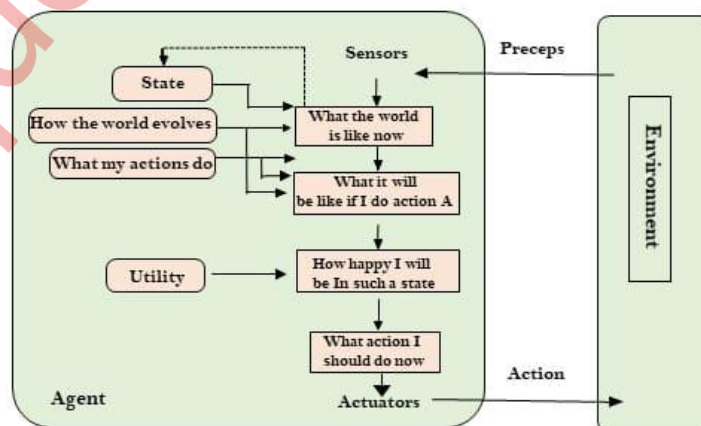 Sensors
Preceps
State
What the world
is like now
How the world evolves
What my actions do
What it will
be like if I do action A
Environment
Utility
How happy I will
be In such a state
What action I
should do now
Agent
Actuators
Action